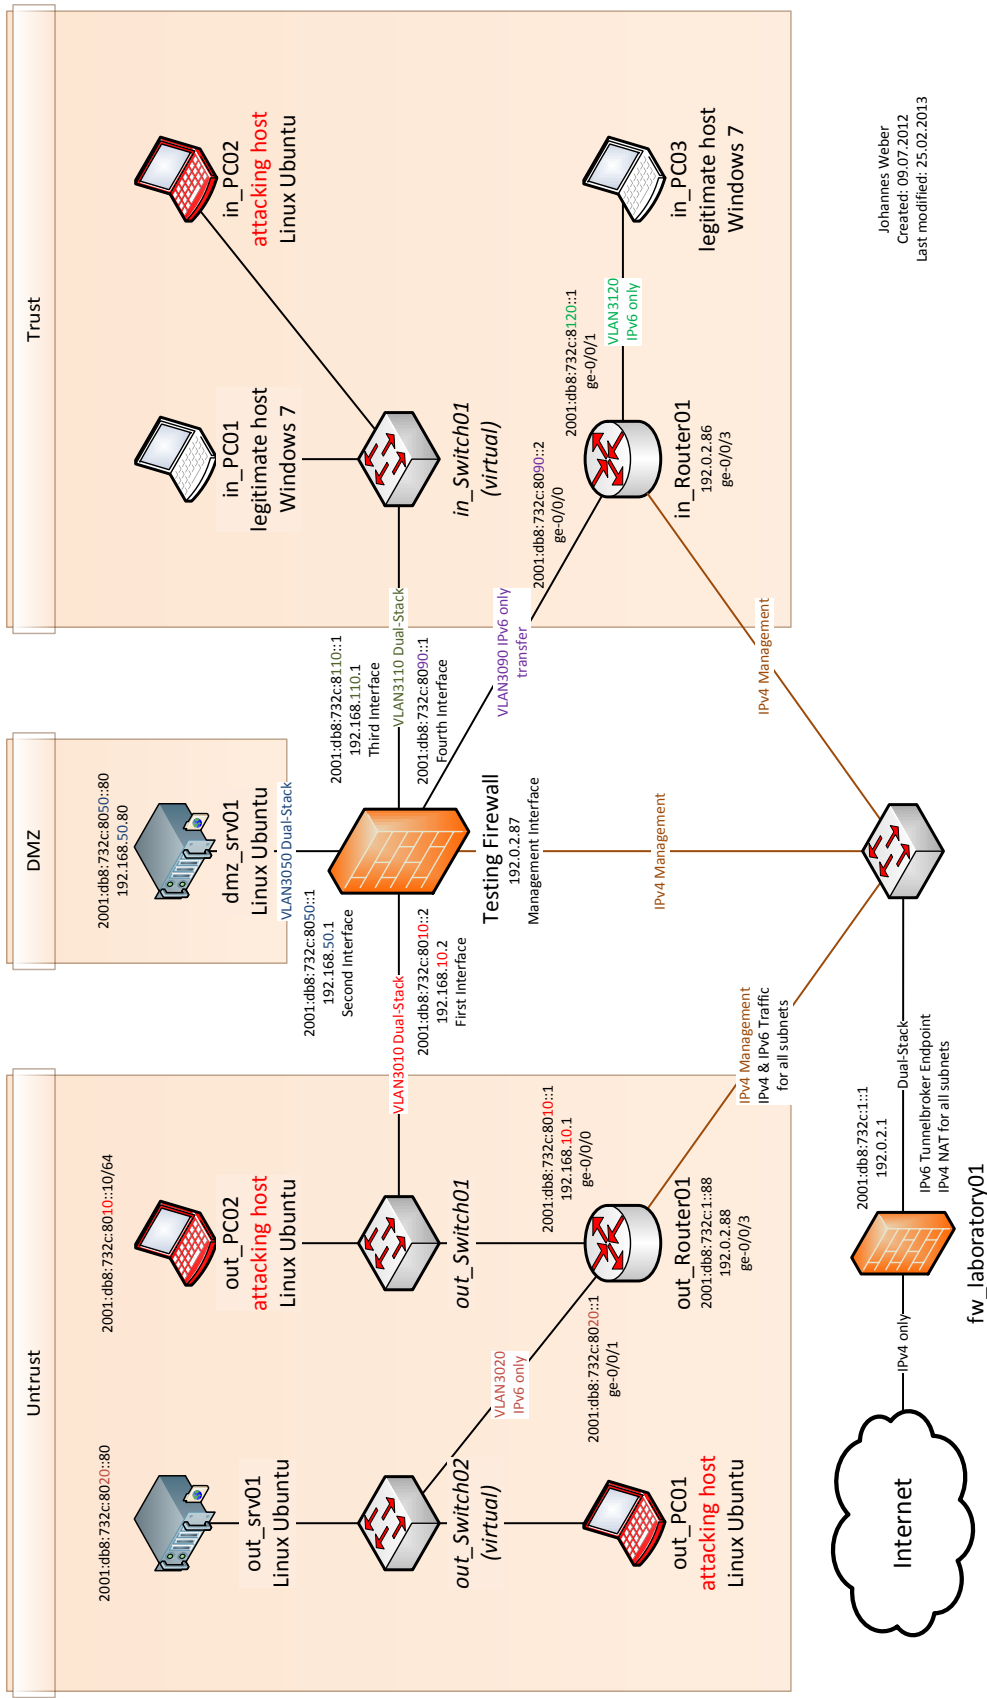 Untrust
DMZ
Trust
2001:db8:732c:8020::80
out_srv01
Linux Ubuntu
out_Switch02
(virtual)
out_PC01
attacking host
Linux Ubuntu
VLAN3020
IPv6 only
2001:db8:732c:8020::1
ge-0/0/1
2001:db8:732c:8010::10/64
out_PC02
attacking host
Linux Ubuntu
out_Switch01
2001:db8:732c:8010::1
192.168.10.1
ge-0/0/0
out_Router01
2001:db8:732c:1::88
192.0.2.88
ge-0/0/3
VLAN3010 Dual-Stack
2001:db8:732c:8050::80
192.168.50.80
dmz_srv01
Linux Ubuntu
VLAN3050 Dual-Stack
2001:db8:732c:8050::1
192.168.50.1
Second Interface
2001:db8:732c:8010::2
192.168.10.2
First Interface
2001:db8:732c:8110::1
192.168.110.1
Third Interface
2001:db8:732c:8090::1
Fourth Interface
Testing Firewall
192.0.2.87
Management Interface
VLAN3110 Dual-Stack
VLAN3090 IPv6 only
transfer
in_PC01
legitimate host
Windows 7
in_PC02
attacking host
Linux Ubuntu
in_Switch01
(virtual)
2001:db8:732c:8090::2
ge-0/0/0
2001:db8:732c:8120::1
ge-0/0/1
in_Router01
192.0.2.86
ge-0/0/3
VLAN3120
IPv6 only
in_PC03
legitimate host
Windows 7
IPv4 Management
IPv4 & IPv6 Traffic
for all subnets
IPv4 Management
IPv4 Management
Internet
IPv4 only
2001:db8:732c:1::1
192.0.2.1
Dual-Stack
IPv6 Tunnelbroker Endpoint
IPv4 NAT for all subnets
fw_laboratory01
Johannes Weber
Created: 09.07.2012
Last modified: 25.02.2013